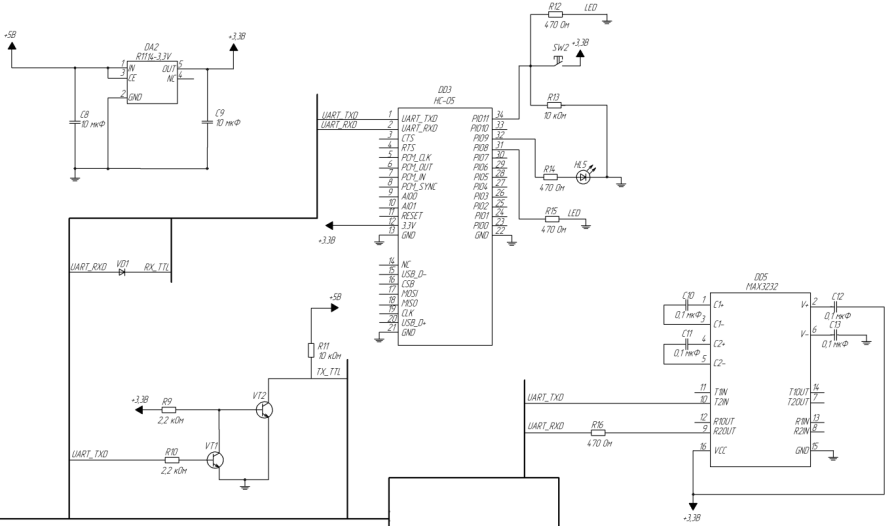 +5В
DA2
R1114-3.3V
+3,3В
1 IN OUT 5
3 CE NC 4
2 GND
C8
10 мкФ
C9
10 мкФ
R12 LED
470 Ом
SW2
+3,3В
R13
10 кОм
DD3
HC-05
UART_TXD 1 UART_TXD PIO11 34
UART_RXD 2 UART_RXD PIO10 33
3 CTS PIO9 32
4 RTS PIO8 31
5 PCM_CLK PIO7 30
6 PCM_OUT PIO6 29
7 PCM_IN PIO5 28
8 PCM_SYNC PIO4 27
9 AIO0 PIO3 26
10 AIO1 PIO2 25
11 RESET PIO1 24
12 3.3V PIO0 23
13 GND GND 22
+3,3В
14 NC
15 USB_D-
16 CSB
17 MOSI
18 MISO
19 CLK
20 USB_D+
21 GND
R14
470 Ом
HL5
R15 LED
470 Ом
UART_RXD VD1 RX_TTL
+5В
R11
10 кОм
TX_TTL
+3,3В R9
2,2 кОм
VT2
VT1
UART_TXD R10
2,2 кОм
DD5
MAX3232
C10
0,1 мкФ
C11
0,1 мкФ
1 C1+ V+ 2
3 C1- V- 6
4 C2+
5 C2-
C12
0,1 мкФ
C13
0,1 мкФ
11 T1IN T1OUT 14
UART_TXD 10 T2IN T2OUT 7
12 R1OUT R1IN 13
UART_RXD R16 9 R2OUT R2IN 8
470 Ом
16 VCC GND 15
+3,3В